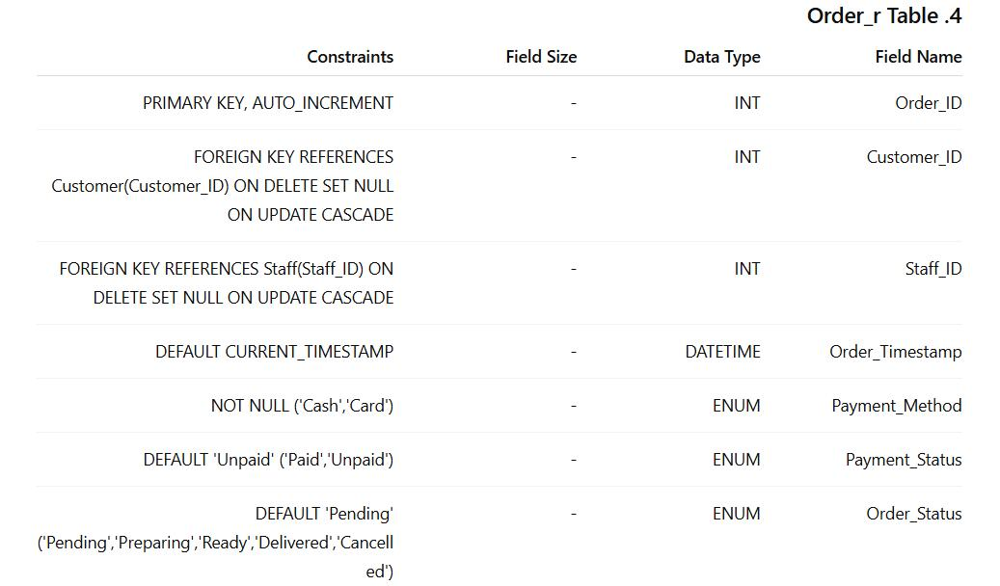 Order_r Table .4
Constraints Field Size Data Type Field Name
PRIMARY KEY, AUTO_INCREMENT - INT Order_ID
FOREIGN KEY REFERENCES - INT Customer_ID
Customer(Customer_ID) ON DELETE SET NULL
ON UPDATE CASCADE
FOREIGN KEY REFERENCES Staff(Staff_ID) ON - INT Staff_ID
DELETE SET NULL ON UPDATE CASCADE
DEFAULT CURRENT_TIMESTAMP - DATETIME Order_Timestamp
NOT NULL ('Cash','Card') - ENUM Payment_Method
DEFAULT 'Unpaid' ('Paid','Unpaid') - ENUM Payment_Status
DEFAULT 'Pending' - ENUM Order_Status
('Pending','Preparing','Ready','Delivered','Cancell
ed')